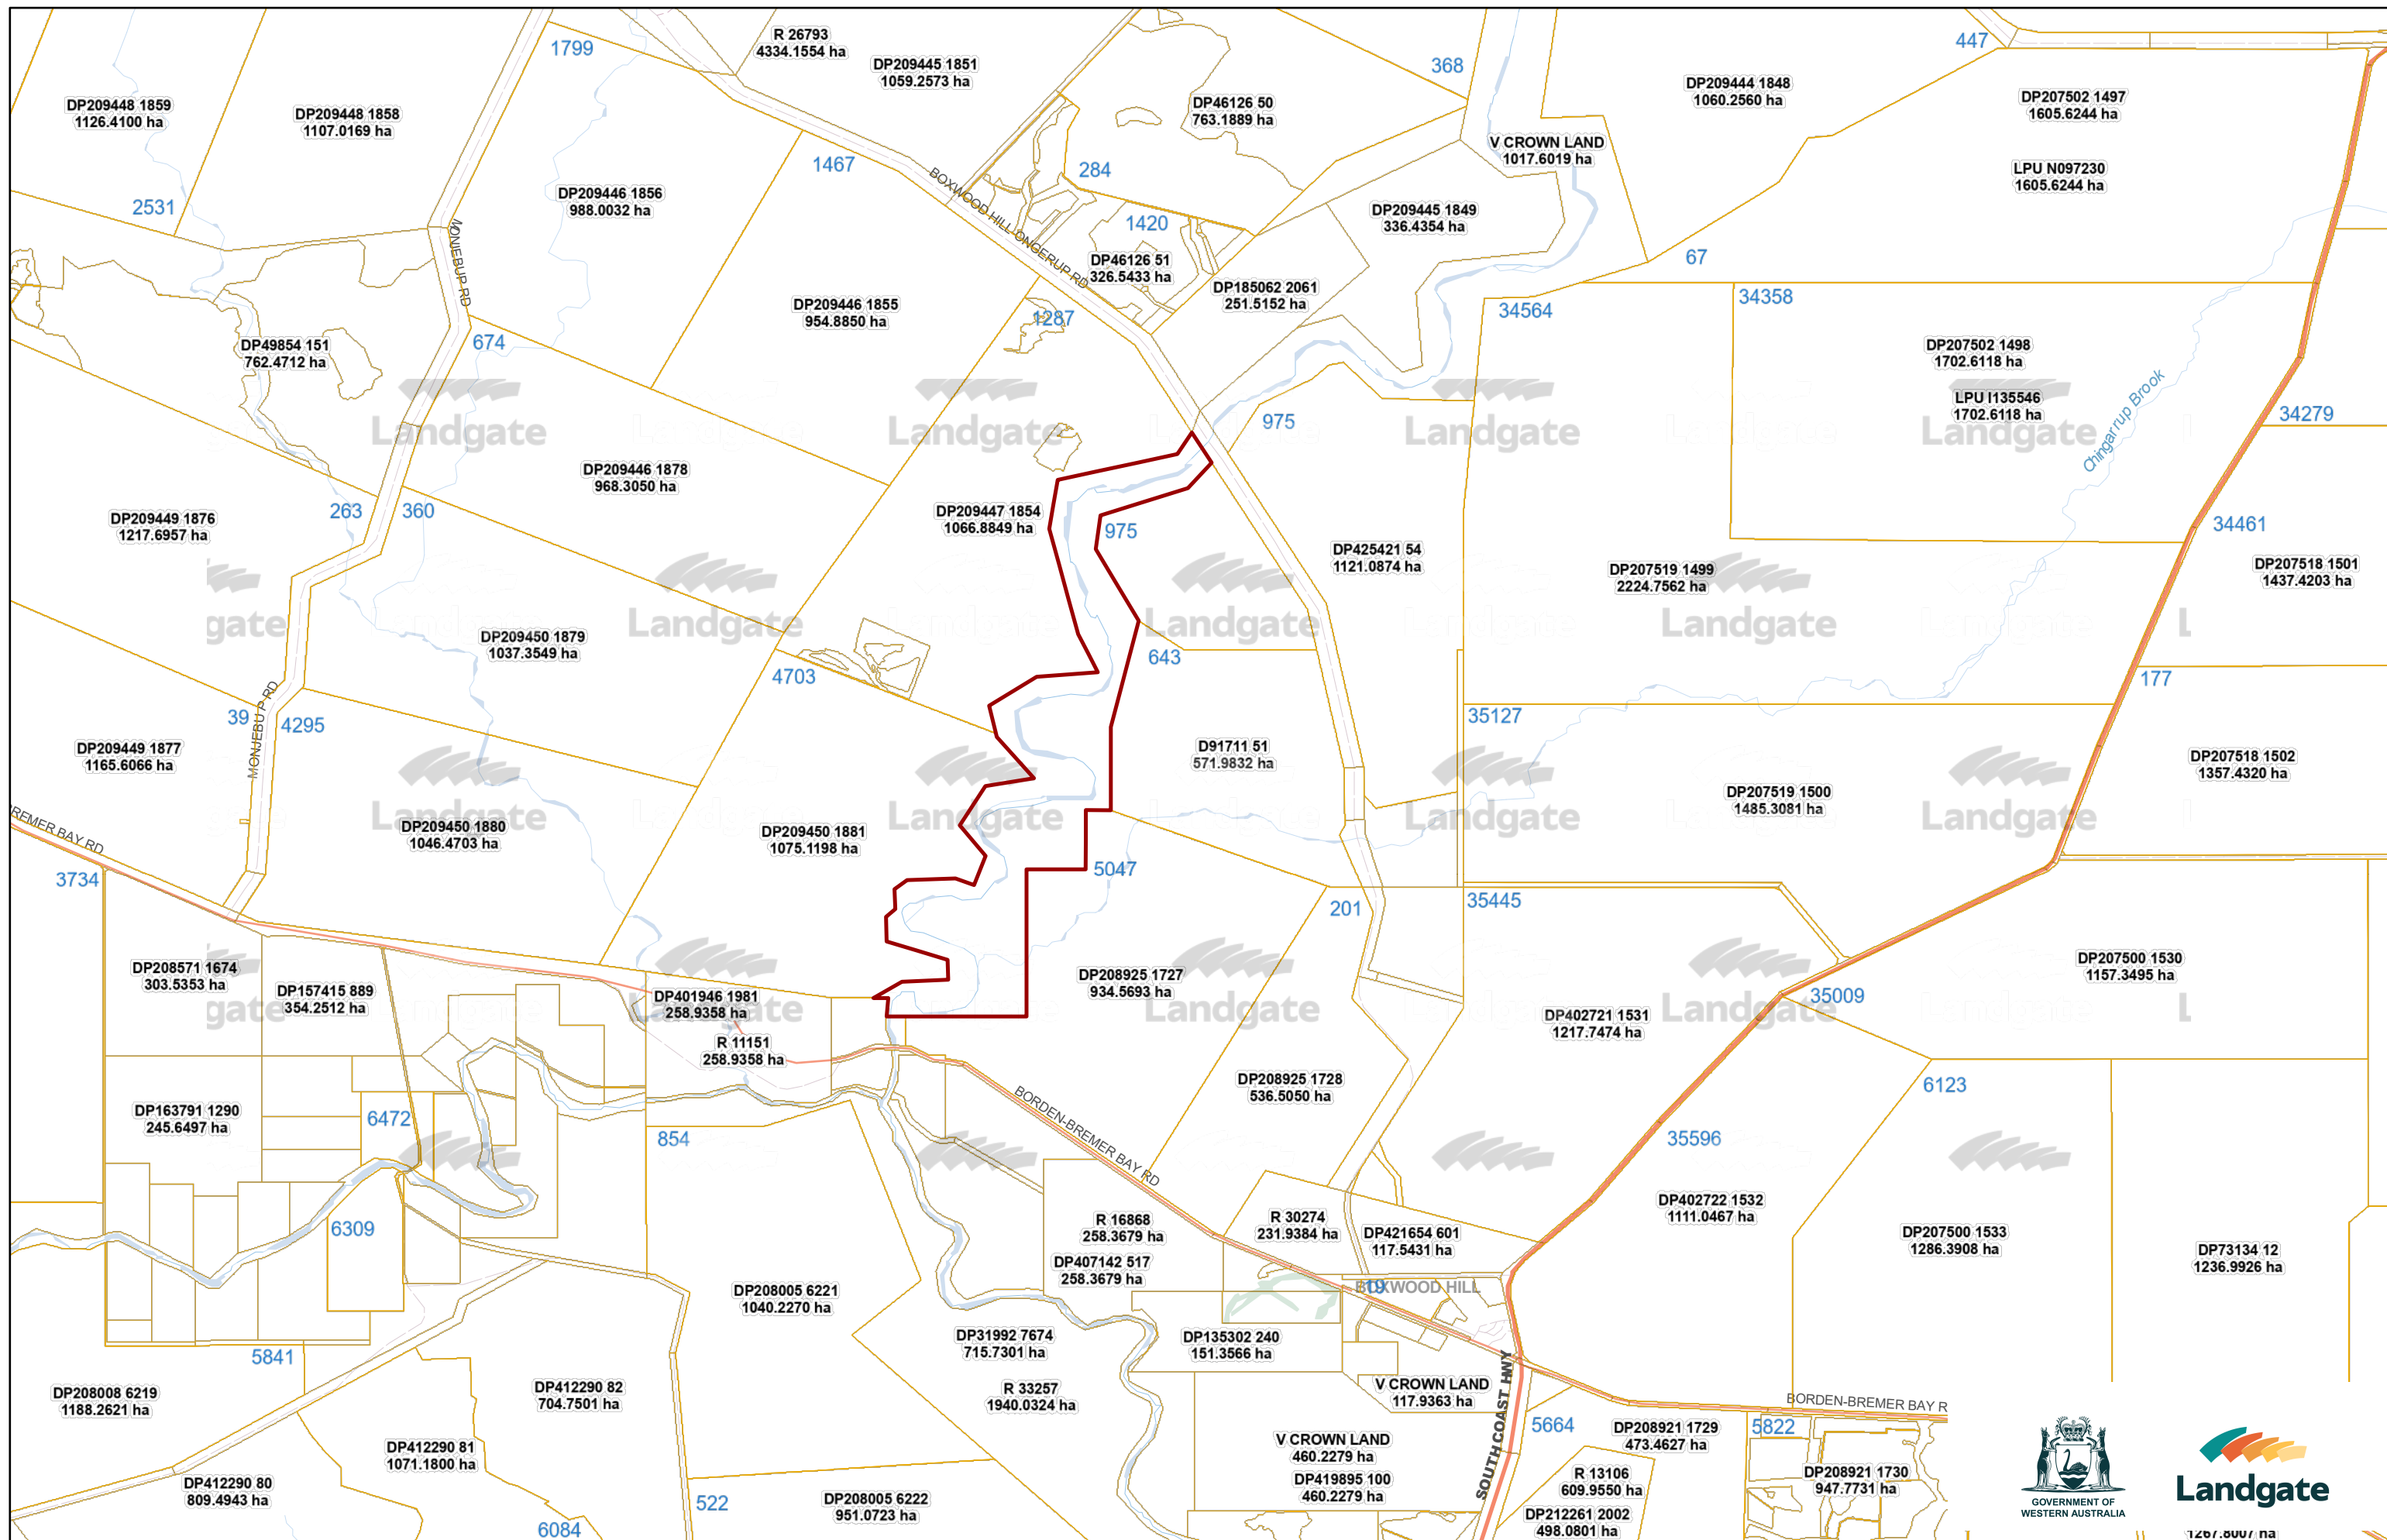 R 26793
4334.1554 ha
1799
DP209445 1851
1059.2573 ha
368
447
DP209448 1859
1126.4100 ha
DP209448 1858
1107.0169 ha
DP46126 50
763.1889 ha
DP209444 1848
1060.2560 ha
DP207502 1497
1605.6244 ha
V CROWN LAND
1017.6019 ha
1467
284
LPU N097230
1605.6244 ha
2531
DP209446 1856
988.0032 ha
BOXWOOD HILL-ONGERUP RD
1420
DP209445 1849
336.4354 ha
MONJEBUP RD
DP46126 51
326.5433 ha
67
DP185062 2061
251.5152 ha
DP209446 1855
954.8850 ha
1287
34564
34358
674
DP49854 151
762.4712 ha
DP207502 1498
1702.6118 ha
LPU I135546
1702.6118 ha
Chingarrup Brook
34279
975
Landgate
Landgate
Landgate
Landgate
DP209446 1878
968.3050 ha
263
360
DP209449 1876
1217.6957 ha
DP209447 1854
1066.8849 ha
975
34461
DP425421 54
1121.0874 ha
DP207519 1499
2224.7562 ha
DP207518 1501
1437.4203 ha
gate
Landgate
Landgate
Landgate
DP209450 1879
1037.3549 ha
643
4703
177
39
4295
MONJEBUP RD
35127
DP209449 1877
1165.6066 ha
D91711 51
571.9832 ha
DP207518 1502
1357.4320 ha
DP207519 1500
1485.3081 ha
Landgate
Landgate
Landgate
Landgate
REMER BAY RD
DP209450 1880
1046.4703 ha
DP209450 1881
1075.1198 ha
3734
5047
201
35445
DP208571 1674
303.5353 ha
DP157415 889
354.2512 ha
DP401946 1981
258.9358 ha
DP208925 1727
934.5693 ha
DP207500 1530
1157.3495 ha
35009
gate
Landgate
Landgate
Landgate
DP402721 1531
1217.7474 ha
R 11151
258.9358 ha
DP208925 1728
536.5050 ha
6123
DP163791 1290
245.6497 ha
6472
854
BORDEN-BREMER BAY RD
35596
6309
R 16868
258.3679 ha
R 30274
231.9384 ha
DP421654 601
117.5431 ha
DP402722 1532
1111.0467 ha
DP207500 1533
1286.3908 ha
DP73134 12
1236.9926 ha
DP407142 517
258.3679 ha
DP208005 6221
1040.2270 ha
19
BOXWOOD HILL
DP31992 7674
715.7301 ha
DP135302 240
151.3566 ha
5841
DP208008 6219
1188.2621 ha
DP412290 82
704.7501 ha
R 33257
1940.0324 ha
V CROWN LAND
117.9363 ha
SOUTH COAST HWY
BORDEN-BREMER BAY R
5664
DP208921 1729
473.4627 ha
5822
DP412290 81
1071.1800 ha
V CROWN LAND
460.2279 ha
DP419895 100
460.2279 ha
R 13106
609.9550 ha
DP208921 1730
947.7731 ha
DP412290 80
809.4943 ha
522
DP208005 6222
951.0723 ha
DP212261 2002
498.0801 ha
6084
GOVERNMENT OF
WESTERN AUSTRALIA
Landgate